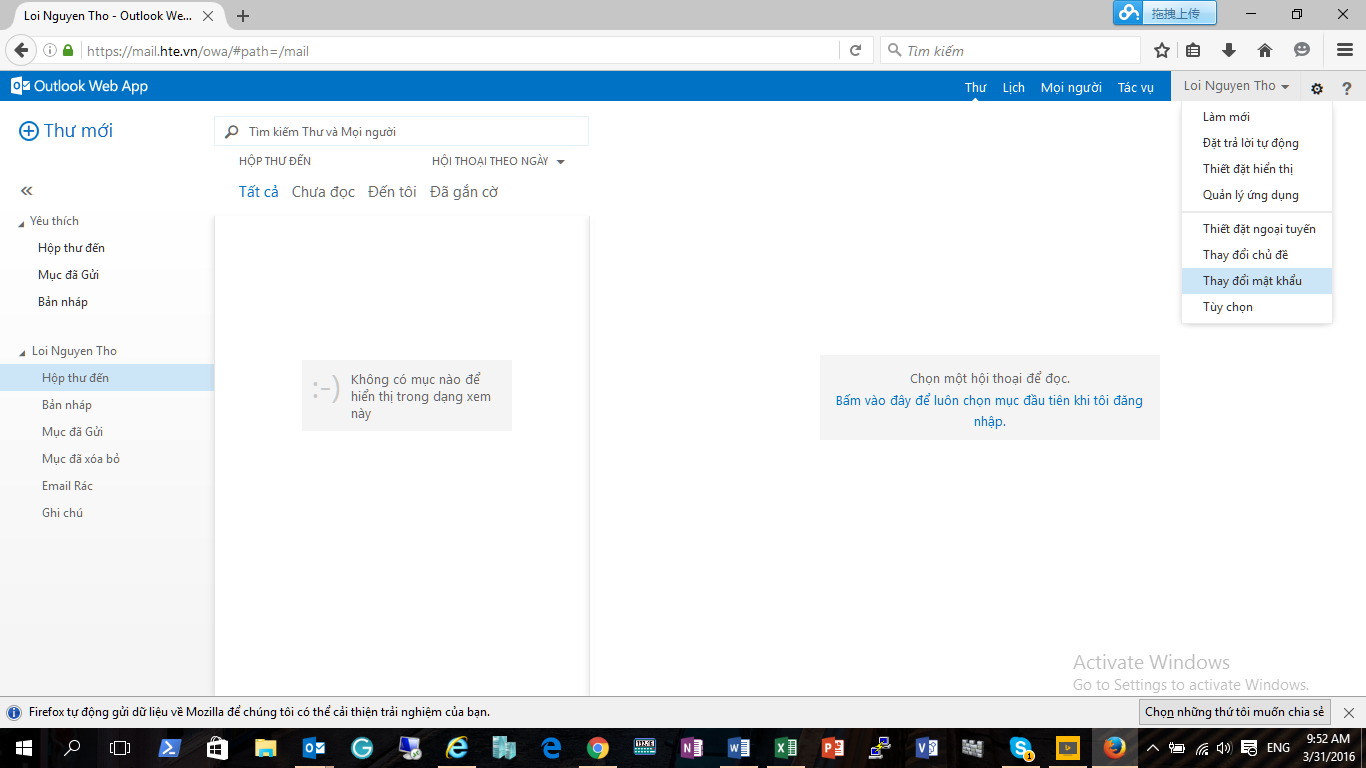 Loi Nguyen Tho - Outlook We...
拖拽上传
https://mail.hte.vn/owa/#path=/mail
Tìm kiếm
Outlook Web App
Thư Lịch Mọi người Tác vụ Loi Nguyen Tho ?
Làm mới
Đặt trả lời tự động
Thiết đặt hiển thị
Quản lý ứng dụng
Thiết đặt ngoại tuyến
Thay đổi chủ đề
Thay đổi mật khẩu
Tùy chọn
Thư mới
Tìm kiếm Thư và Mọi người
HỘP THƯ ĐẾN HỘI THOẠI THEO NGÀY
Tất cả Chưa đọc Đến tôi Đã gắn cờ
Yêu thích
Hộp thư đến
Mục đã Gửi
Bản nháp
Loi Nguyen Tho
Hộp thư đến
Bản nháp
Mục đã Gửi
Mục đã xóa bỏ
Email Rác
Ghi chú
:-)
Không có mục nào để
hiển thị trong dạng xem
này
Chọn một hội thoại để đọc.
Bấm vào đây để luôn chọn mục đầu tiên khi tôi đăng
nhập.
Activate Windows
Go to Settings to activate Windows.
Firefox tự động gửi dữ liệu về Mozilla để chúng tôi có thể cải thiện trải nghiệm của bạn.
Chọn những thứ tôi muốn chia sẻ
ENG
9:52 AM
3/31/2016